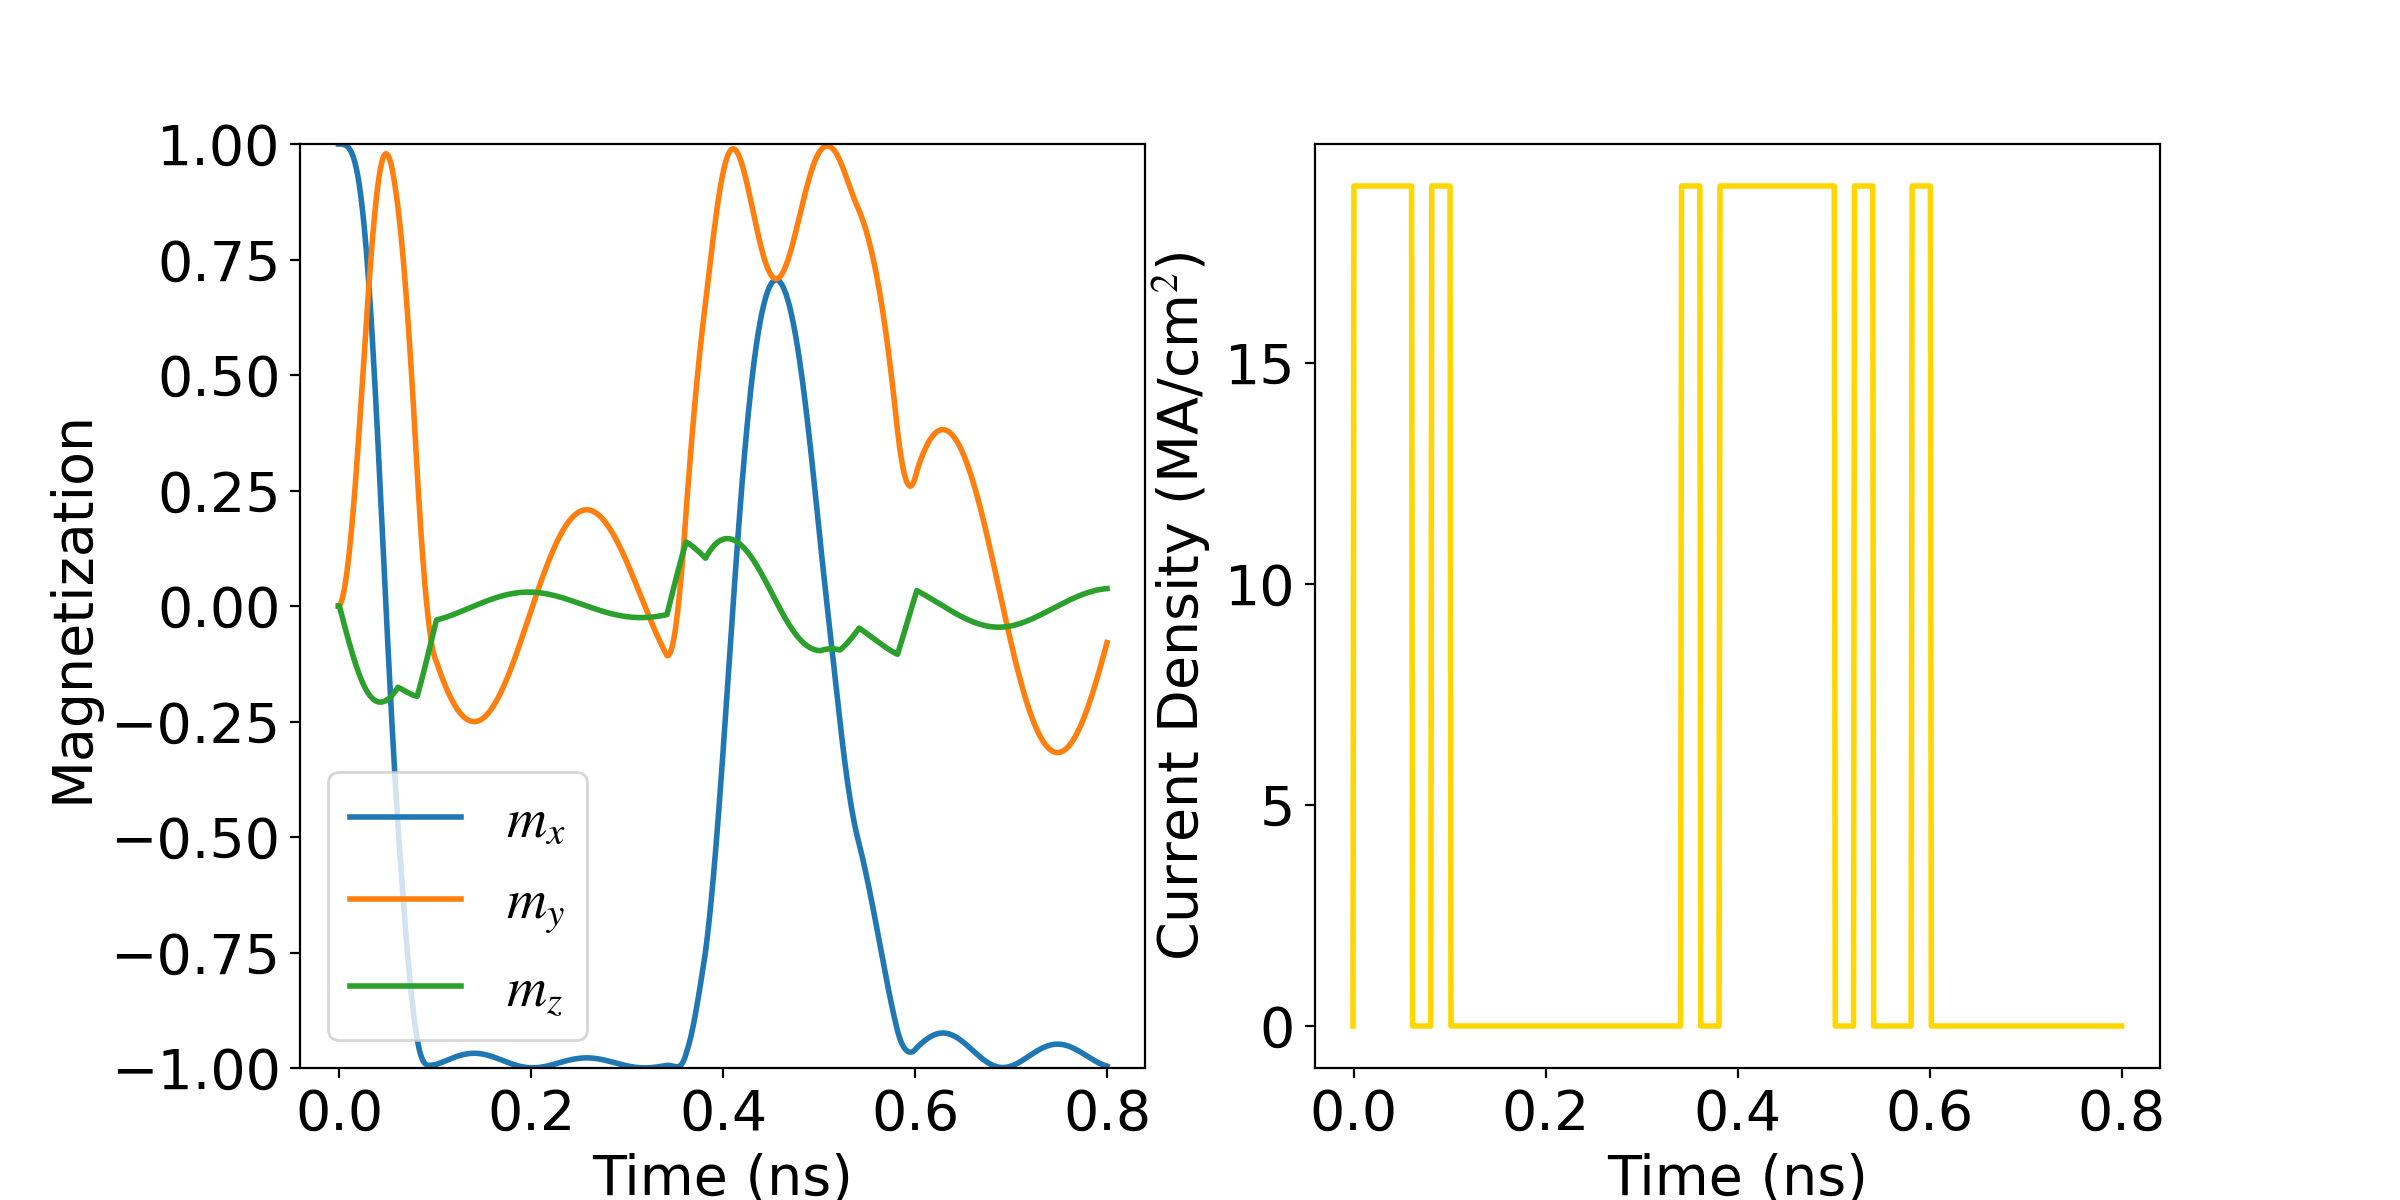 Magnetization
1.00
0.75
0.50
0.25
0.00
−0.25
−0.50
−0.75
−1.00
m_x
m_y
m_z
0.0 0.2 0.4 0.6 0.8
Time (ns)
Current Density (MA/cm²)
15
10
5
0
0.0 0.2 0.4 0.6 0.8
Time (ns)